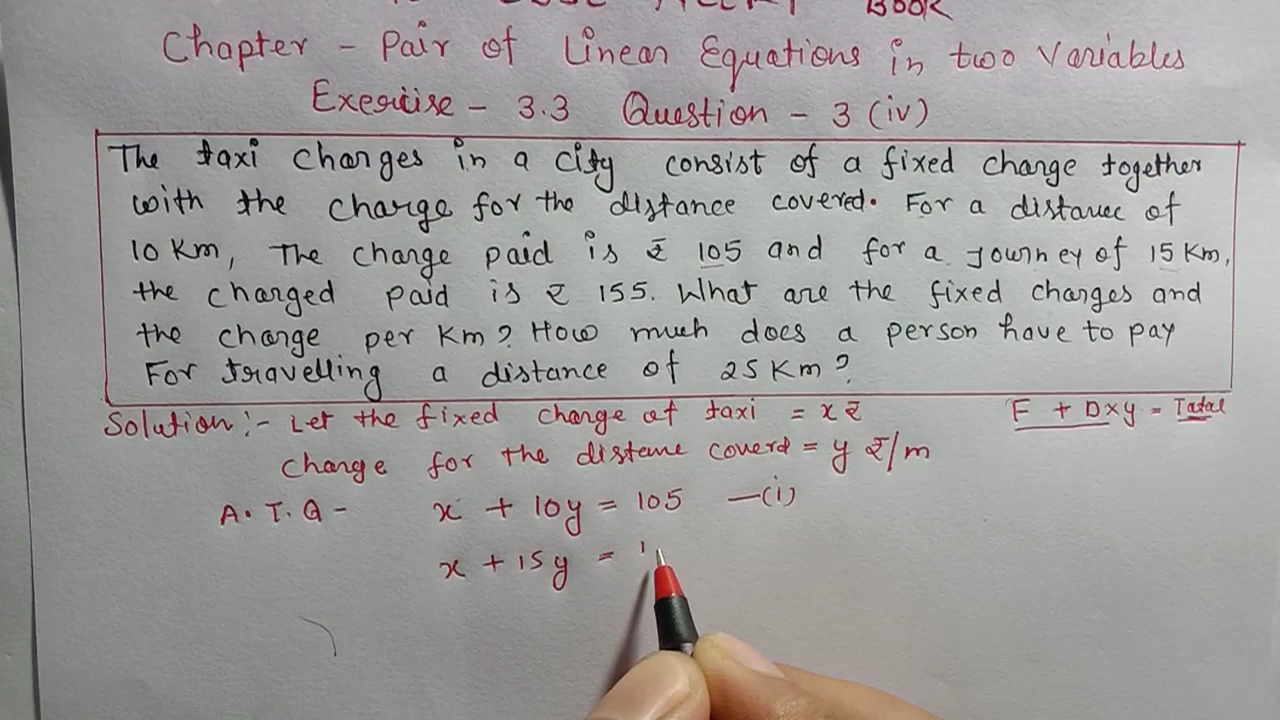 BOOK
Chapter - Pair of Linear Equations in two Variables
Exercise - 3.3 Question - 3 (iv)
The taxi charges in a city consist of a fixed charge together
with the charge for the distance covered. For a distance of
10 Km, The charge paid is ₹ 105 and for a Journey of 15 Km,
the charged paid is ₹ 155. What are the fixed charges and
the charge per Km? How much does a person have to pay
For travelling a distance of 25 Km?
Solution:- Let the fixed charge of taxi = x ₹
F + D×y = Total
Charge for the distance coverd = y ₹/m
A.T.Q - x + 10y = 105 —(i)
x + 15y = 1